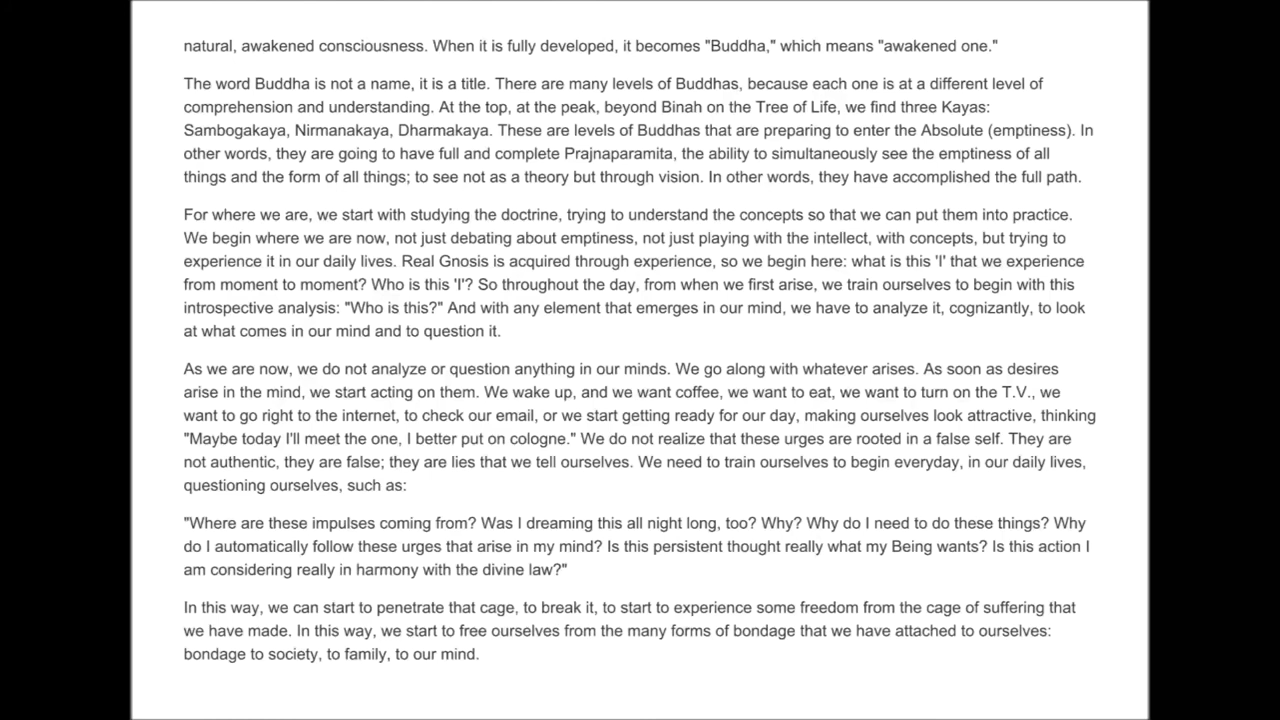 natural, awakened consciousness. When it is fully developed, it becomes "Buddha," which means "awakened one."
The word Buddha is not a name, it is a title. There are many levels of Buddhas, because each one is at a different level of
comprehension and understanding. At the top, at the peak, beyond Binah on the Tree of Life, we find three Kayas:
Sambogakaya, Nirmanakaya, Dharmakaya. These are levels of Buddhas that are preparing to enter the Absolute (emptiness). In
other words, they are going to have full and complete Prajnaparamita, the ability to simultaneously see the emptiness of all
things and the form of all things; to see not as a theory but through vision. In other words, they have accomplished the full path.
For where we are, we start with studying the doctrine, trying to understand the concepts so that we can put them into practice.
We begin where we are now, not just debating about emptiness, not just playing with the intellect, with concepts, but trying to
experience it in our daily lives. Real Gnosis is acquired through experience, so we begin here: what is this 'I' that we experience
from moment to moment? Who is this 'I'? So throughout the day, from when we first arise, we train ourselves to begin with this
introspective analysis: "Who is this?" And with any element that emerges in our mind, we have to analyze it, cognizantly, to look
at what comes in our mind and to question it.
As we are now, we do not analyze or question anything in our minds. We go along with whatever arises. As soon as desires
arise in the mind, we start acting on them. We wake up, and we want coffee, we want to eat, we want to turn on the T.V., we
want to go right to the internet, to check our email, or we start getting ready for our day, making ourselves look attractive, thinking
"Maybe today I'll meet the one, I better put on cologne." We do not realize that these urges are rooted in a false self. They are
not authentic, they are false; they are lies that we tell ourselves. We need to train ourselves to begin everyday, in our daily lives,
questioning ourselves, such as:
"Where are these impulses coming from? Was I dreaming this all night long, too? Why? Why do I need to do these things? Why
do I automatically follow these urges that arise in my mind? Is this persistent thought really what my Being wants? Is this action I
am considering really in harmony with the divine law?"
In this way, we can start to penetrate that cage, to break it, to start to experience some freedom from the cage of suffering that
we have made. In this way, we start to free ourselves from the many forms of bondage that we have attached to ourselves:
bondage to society, to family, to our mind.